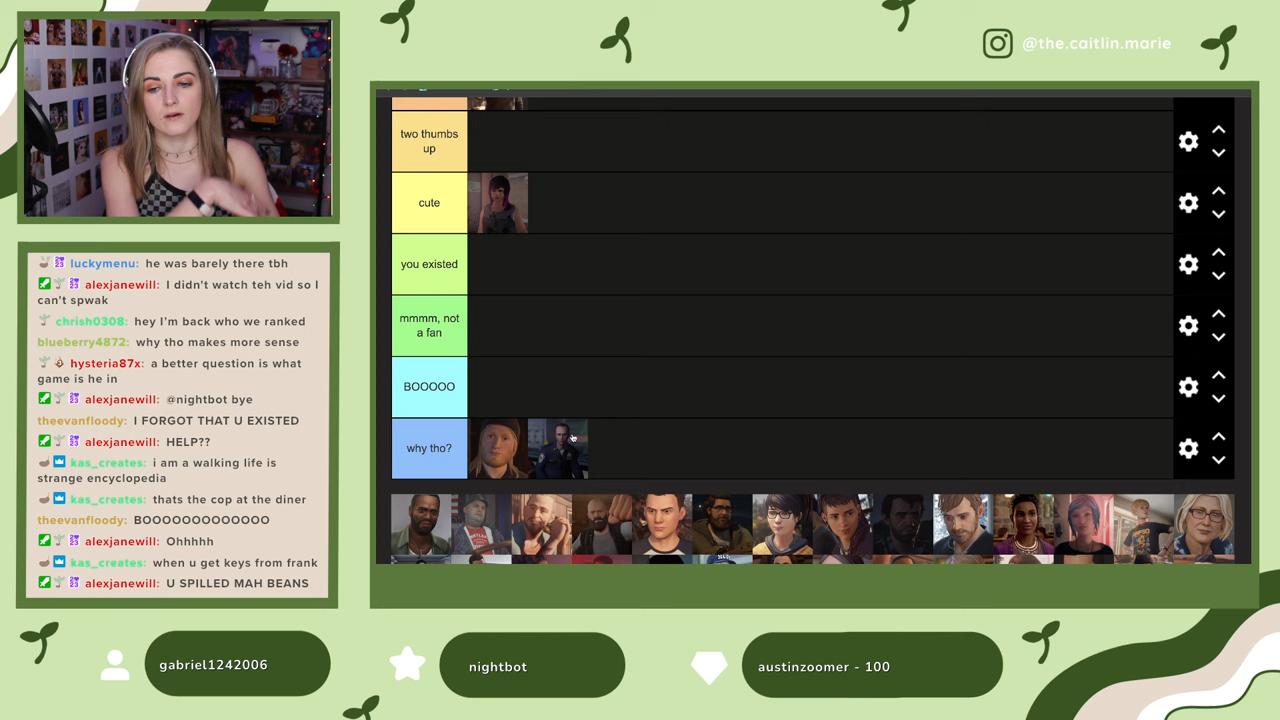 @the.caitlin.marie
two thumbs
up
cute
you existed
mmmm, not
a fan
BOOOOO
why tho?
luckymenu: he was barely there tbh
alexjanewill: I didn't watch teh vid so I
can't spwak
chrish0308: hey I'm back who we ranked
blueberry4872: why tho makes more sense
hysteria87x: a better question is what
game is he in
alexjanewill: @nightbot bye
theevanfloody: I FORGOT THAT U EXISTED
alexjanewill: HELP??
kas_creates: i am a walking life is
strange encyclopedia
kas_creates: thats the cop at the diner
theevanfloody: BOOOOOOOOOOOOO
alexjanewill: Ohhhhh
kas_creates: when u get keys from frank
alexjanewill: U SPILLED MAH BEANS
gabriel1242006
nightbot
austinzoomer - 100